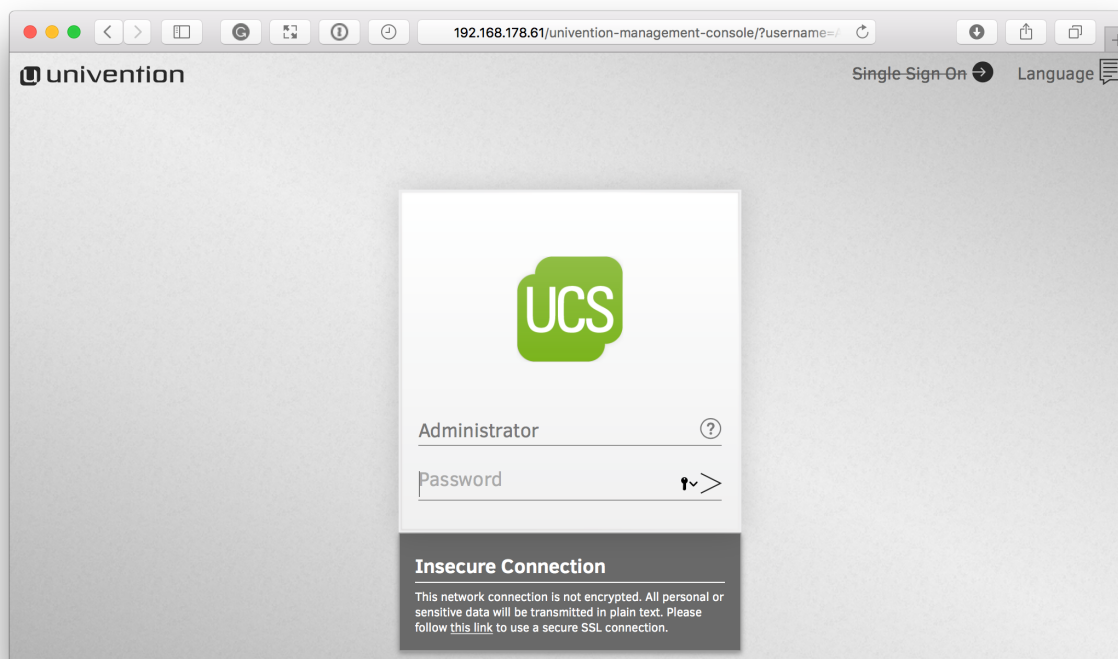 192.168.178.61/univention-management-console/?username=
univention
Single Sign On
Language
UCS
Administrator
?
Password
Insecure Connection
This network connection is not encrypted. All personal or
sensitive data will be transmitted in plain text. Please
follow this link to use a secure SSL connection.